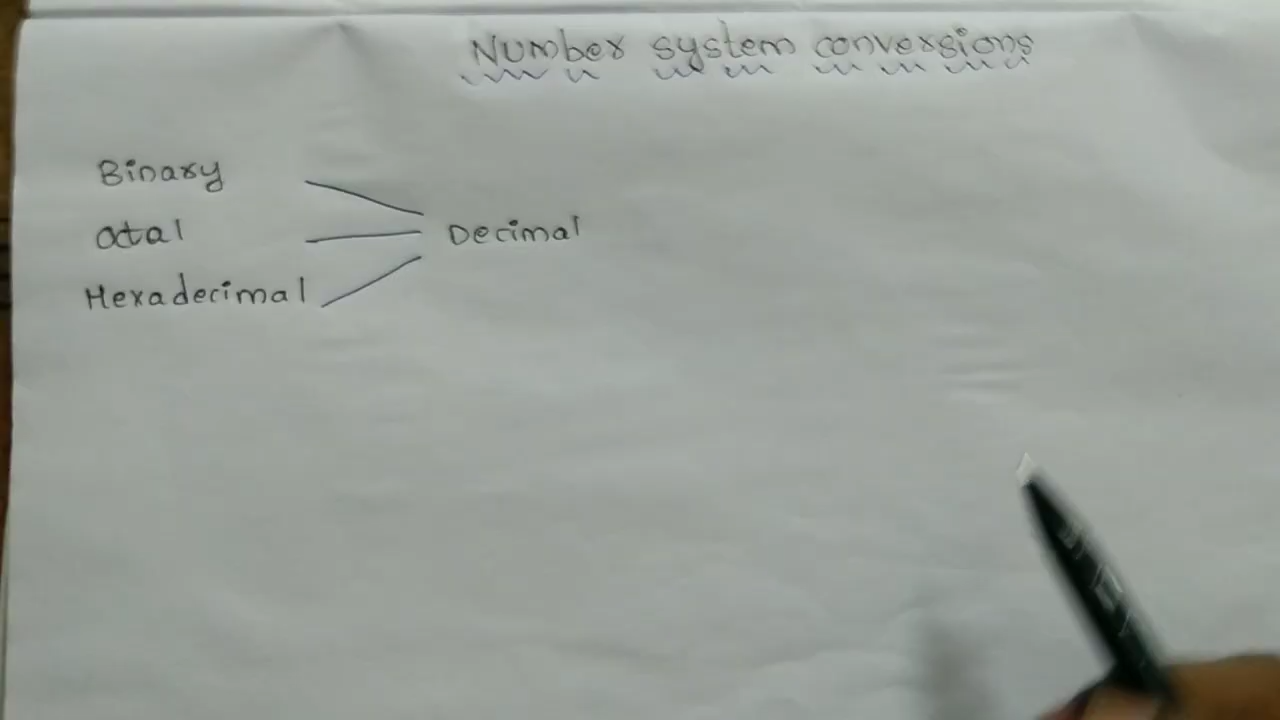 Number system conversions
Binary
Octal
Decimal
Hexadecimal